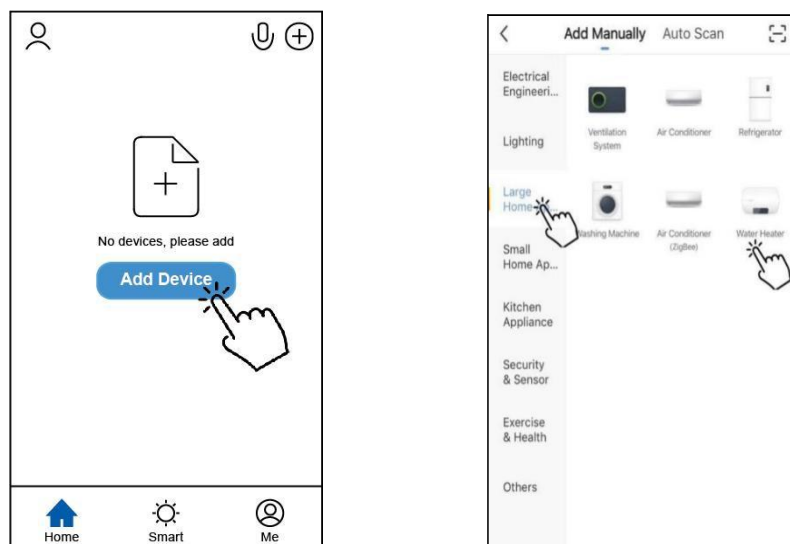 No devices, please add
Add Device
Home
Smart
Me
Add Manually
Auto Scan
Electrical
Engineeri...
Lighting
Large
Home
Small
Home Ap...
Kitchen
Appliance
Security
& Sensor
Exercise
& Health
Others
Ventilation
System
Air Conditioner
Refrigerator
Washing Machine
Air Conditioner
(ZigBee)
Water Heater